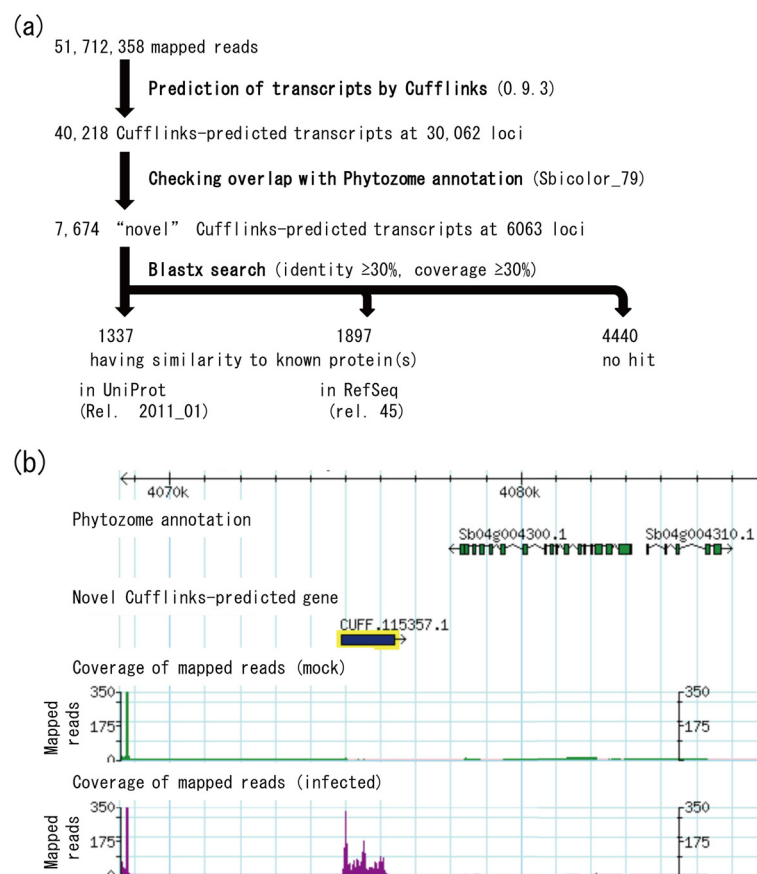 (a)
51,712,358 mapped reads
Prediction of transcripts by Cufflinks (0.9.3)
40,218 Cufflinks-predicted transcripts at 30,062 loci
Checking overlap with Phytozome annotation (Sbicolor_79)
7,674 “novel” Cufflinks-predicted transcripts at 6063 loci
Blastx search (identity ≥30%, coverage ≥30%)
1337 1897 4440
having similarity to known protein(s) no hit
in UniProt in RefSeq
(Rel. 2011_01) (rel. 45)
(b)
4070k 4080k
Phytozome annotation
Sb04g004300.1 Sb04g004310.1
Novel Cufflinks-predicted gene
CUFF.115357.1
Coverage of mapped reads (mock)
Mapped reads
350 350
175 175
0 0
Coverage of mapped reads (infected)
Mapped reads
350 350
175 175